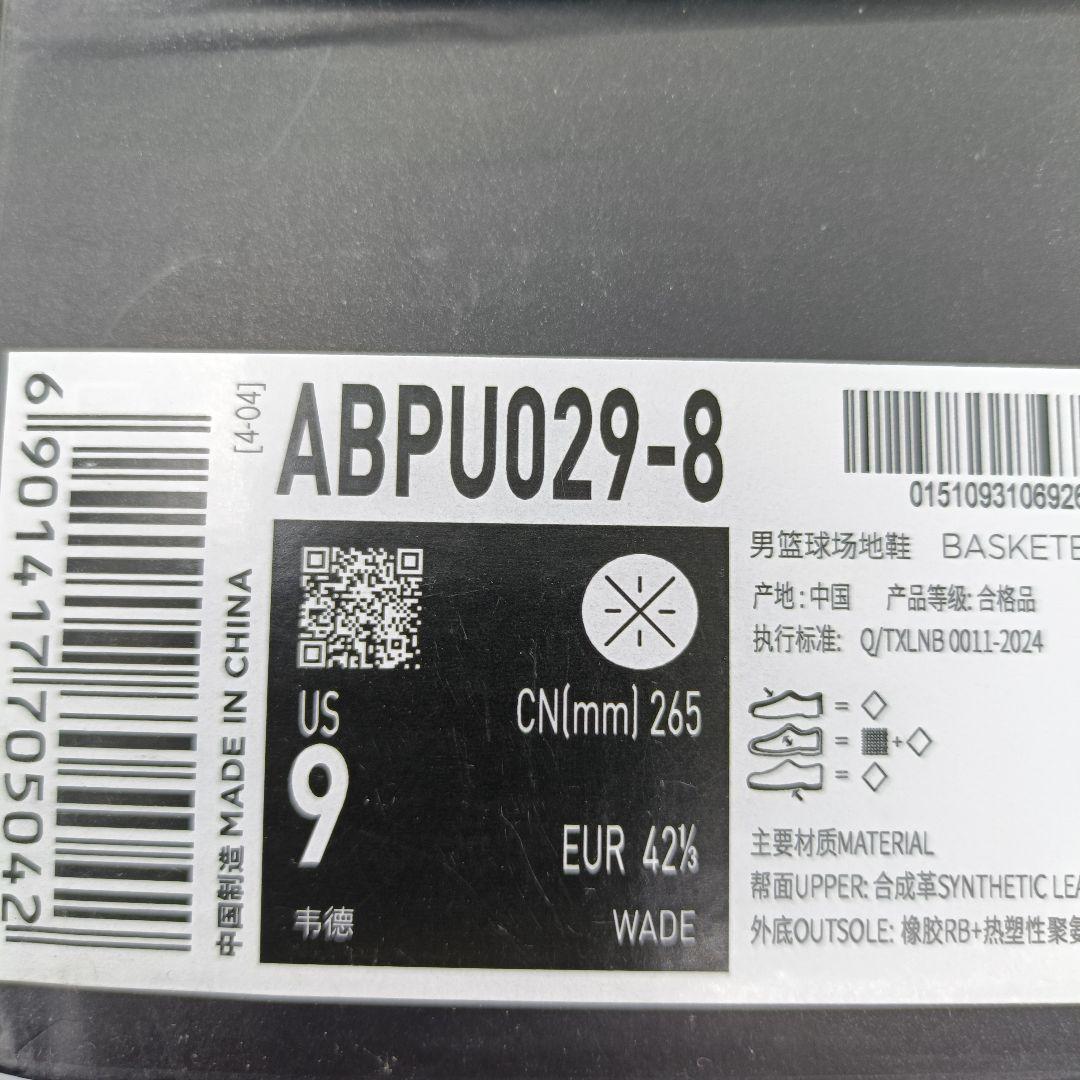 6 901417 705042
[4-04]
中国制造 MADE IN CHINA
ABPU029-8
US
9
CN(mm) 265
EUR 42⅓
韦德
WADE
0151093106926
男篮球场地鞋 BASKETB
产地:中国 产品等级:合格品
执行标准: Q/TXLNB 0011-2024
= ◇
= + ◇
= ◇
主要材质MATERIAL
帮面UPPER: 合成革SYNTHETIC LEA
外底OUTSOLE: 橡胶RB+热塑性聚氨